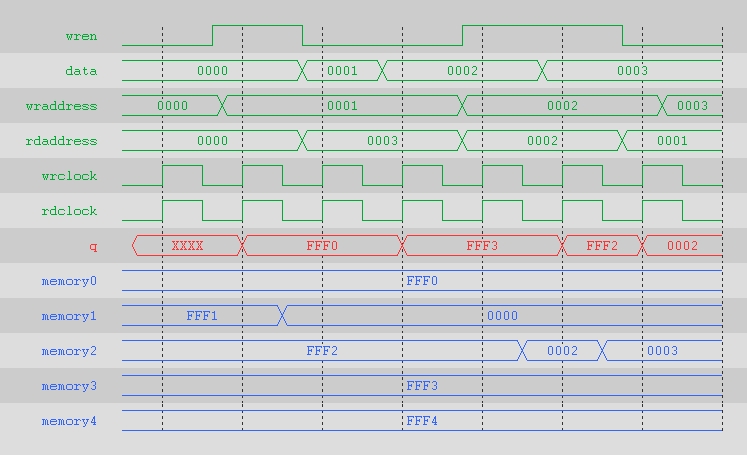 wren
data 0000 0001 0002 0003
wraddress 0000 0001 0002 0003
rdaddress 0000 0003 0002 0001
wrclock
rdclock
q XXXX FFF0 FFF3 FFF2 0002
memory0 FFF0
memory1 FFF1 0000
memory2 FFF2 0002 0003
memory3 FFF3
memory4 FFF4